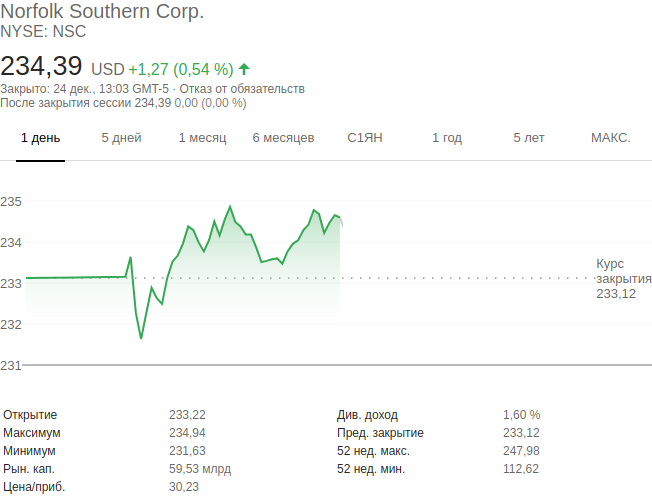 Norfolk Southern Corp.
NYSE: NSC
234,39 USD +1,27 (0,54 %)
Закрыто: 24 дек., 13:03 GMT-5 · Отказ от обязательств
После закрытия сессии 234,39 0,00 (0,00 %)
1 день 5 дней 1 месяц 6 месяцев С1ЯН 1 год 5 лет МАКС.
235
234
233
232
231
Курс
закрытия
233,12
Открытие 233,22 Див. доход 1,60 %
Максимум 234,94 Пред. закрытие 233,12
Минимум 231,63 52 нед. макс. 247,98
Рын. кап. 59,53 млрд 52 нед. мин. 112,62
Цена/приб. 30,23